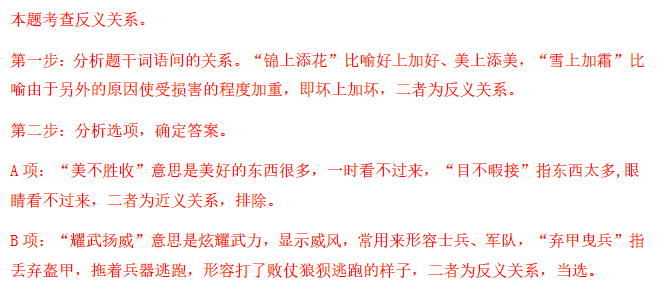 本题考查反义关系。
第一步：分析题干词语间的关系。“锦上添花”比喻好上加好、美上添美，“雪上加霜”比
喻由于另外的原因使受损害的程度加重，即坏上加坏，二者为反义关系。
第二步：分析选项，确定答案。
A 项：“美不胜收”意思是美好的东西很多，一时看不过来，“目不暇接”指东西太多,眼
睛看不过来，二者为近义关系，排除。
B 项：“耀武扬威”意思是炫耀武力，显示威风，常用来形容士兵、军队，“弃甲曳兵”指
丢弃盔甲，拖着兵器逃跑，形容打了败仗狼狈逃跑的样子，二者为反义关系，当选。